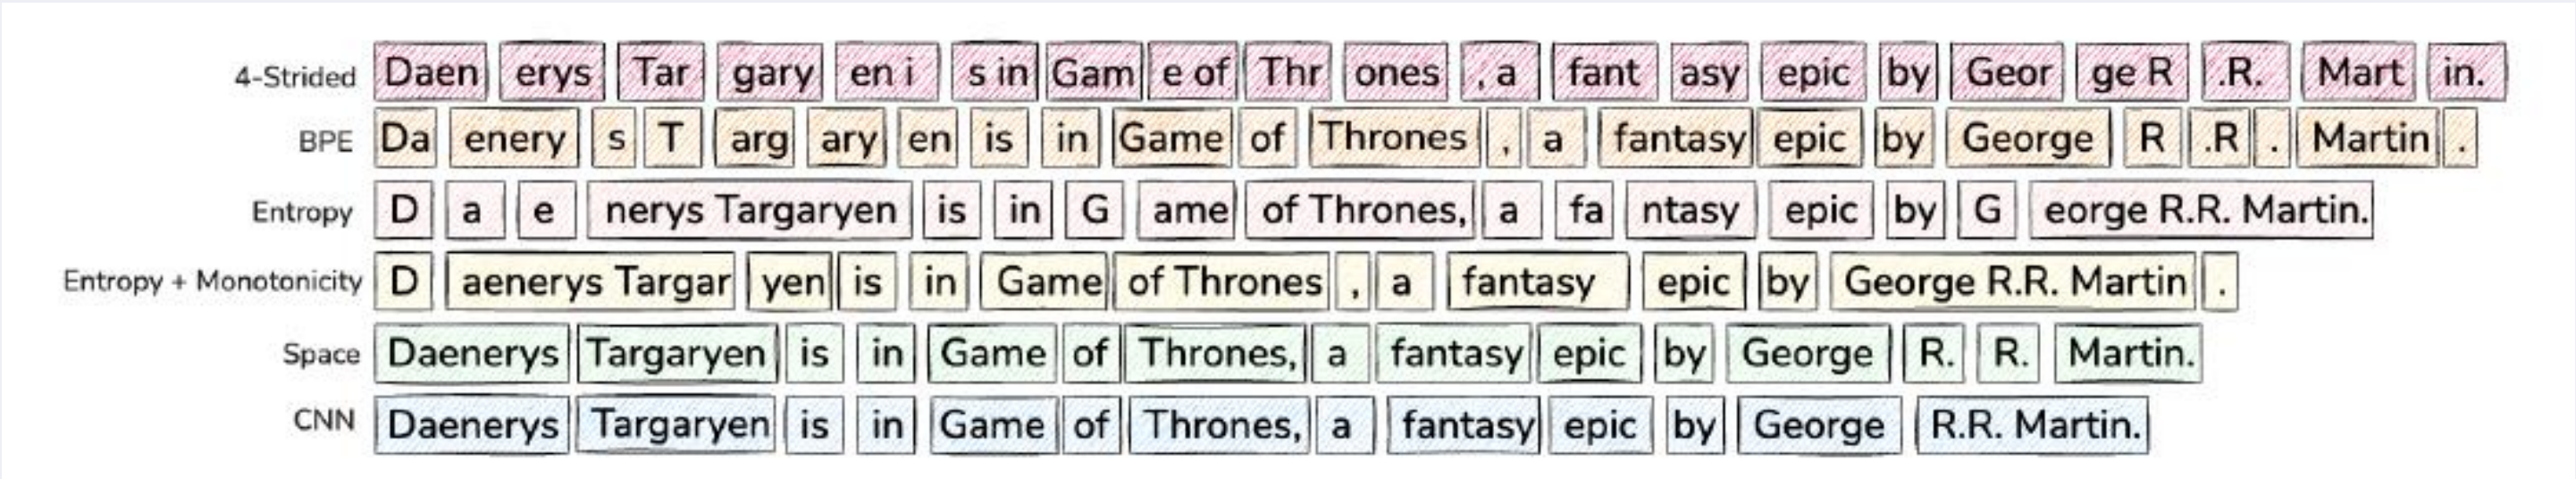 4-Strided Daen erys Tar gary en i s in Gam e of Thr ones , a fant asy epic by Geor ge R .R. Mart in.
BPE Da enery s T arg ary en is in Game of Thrones , a fantasy epic by George R .R . Martin .
Entropy D a e nerys Targaryen is in G ame of Thrones, a fa ntasy epic by G eorge R.R. Martin.
Entropy + Monotonicity D aenerys Targar yen is in Game of Thrones , a fantasy epic by George R.R. Martin .
Space Daenerys Targaryen is in Game of Thrones, a fantasy epic by George R. R. Martin.
CNN Daenerys Targaryen is in Game of Thrones, a fantasy epic by George R.R. Martin.